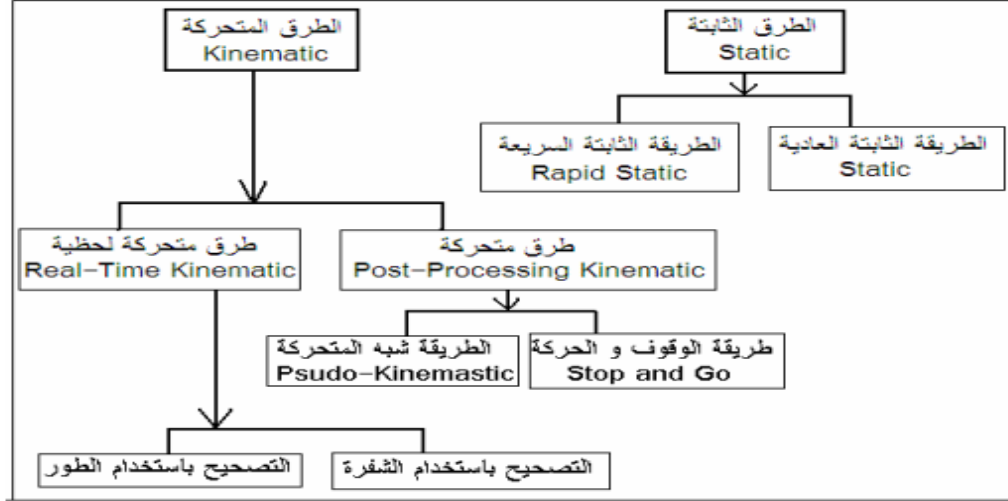 الطرق الثابتة
Static
الطرق المتحركة
Kinematic
الطريقة الثابتة العادية
Static
الطريقة الثابتة السريعة
Rapid Static
طرق متحركة
Post-Processing Kinematic
طرق متحركة لحظية
Real-Time Kinematic
طريقة الوقوف و الحركة
Stop and Go
الطريقة شبه المتحركة
Psudo-Kinemastic
التصحيح باستخدام الشفرة
التصحيح باستخدام الطور